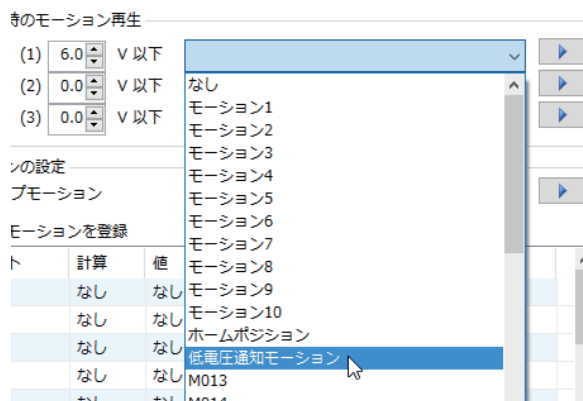 時のモーション再生
(1) 6.0 V 以下
(2) 0.0 V 以下
(3) 0.0 V 以下
なし
モーション1
モーション2
モーション3
モーション4
モーション5
モーション6
モーション7
モーション8
モーション9
モーション10
ホームポジション
低電圧通知モーション
M013
M014
ンの設定
プモーション
モーションを登録
ト 計算 値
なし なし
なし なし
なし なし
なし なし